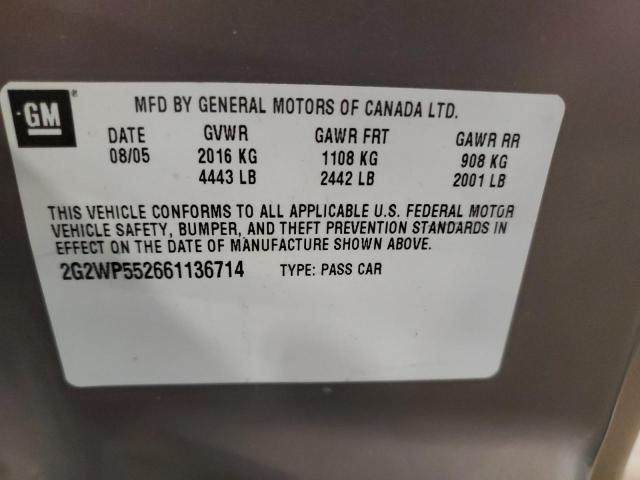 GM ®
MFD BY GENERAL MOTORS OF CANADA LTD.
DATE GVWR GAWR FRT GAWR RR
08/05 2016 KG 1108 KG 908 KG
4443 LB 2442 LB 2001 LB
THIS VEHICLE CONFORMS TO ALL APPLICABLE U.S. FEDERAL MOTOR
VEHICLE SAFETY, BUMPER, AND THEFT PREVENTION STANDARDS IN
EFFECT ON THE DATE OF MANUFACTURE SHOWN ABOVE.
2G2WP552661136714 TYPE: PASS CAR